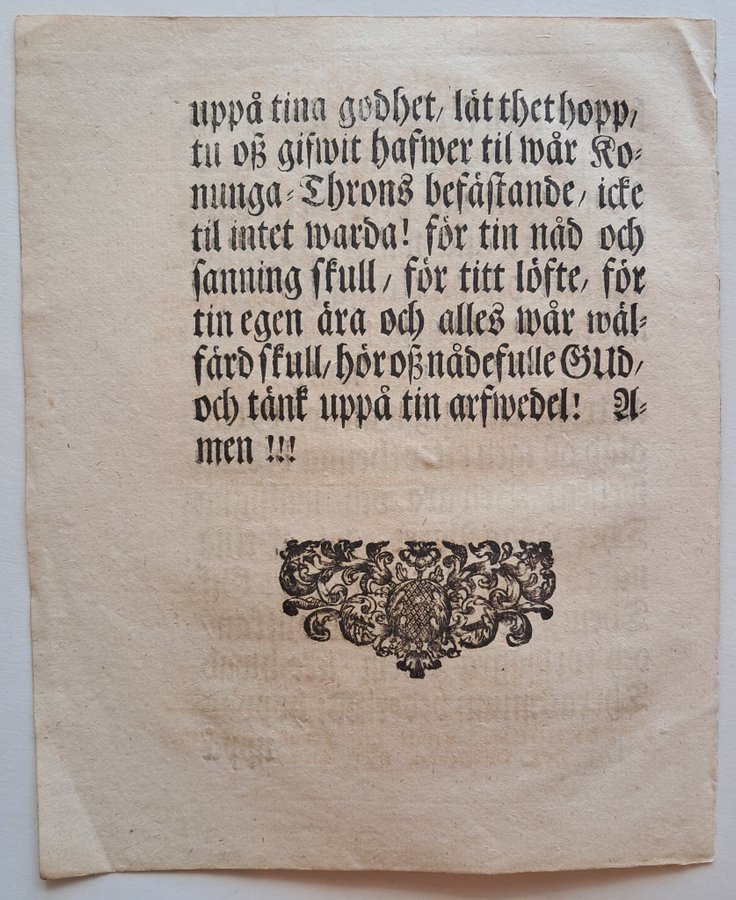 uppå tina godhet/ låt thet hopp/
tu oß gifwit hafwer til wår Ko⸗
nunga⸗Throns befästande/ icke
til intet warda! för tin nåd och
sanning skull/ för titt löfte/ för
tin egen ära och alles wår wäl⸗
färd skull/ hör oß nådefulle GUd/
och tänk uppå tin arfwedel! A⸗
men !!!